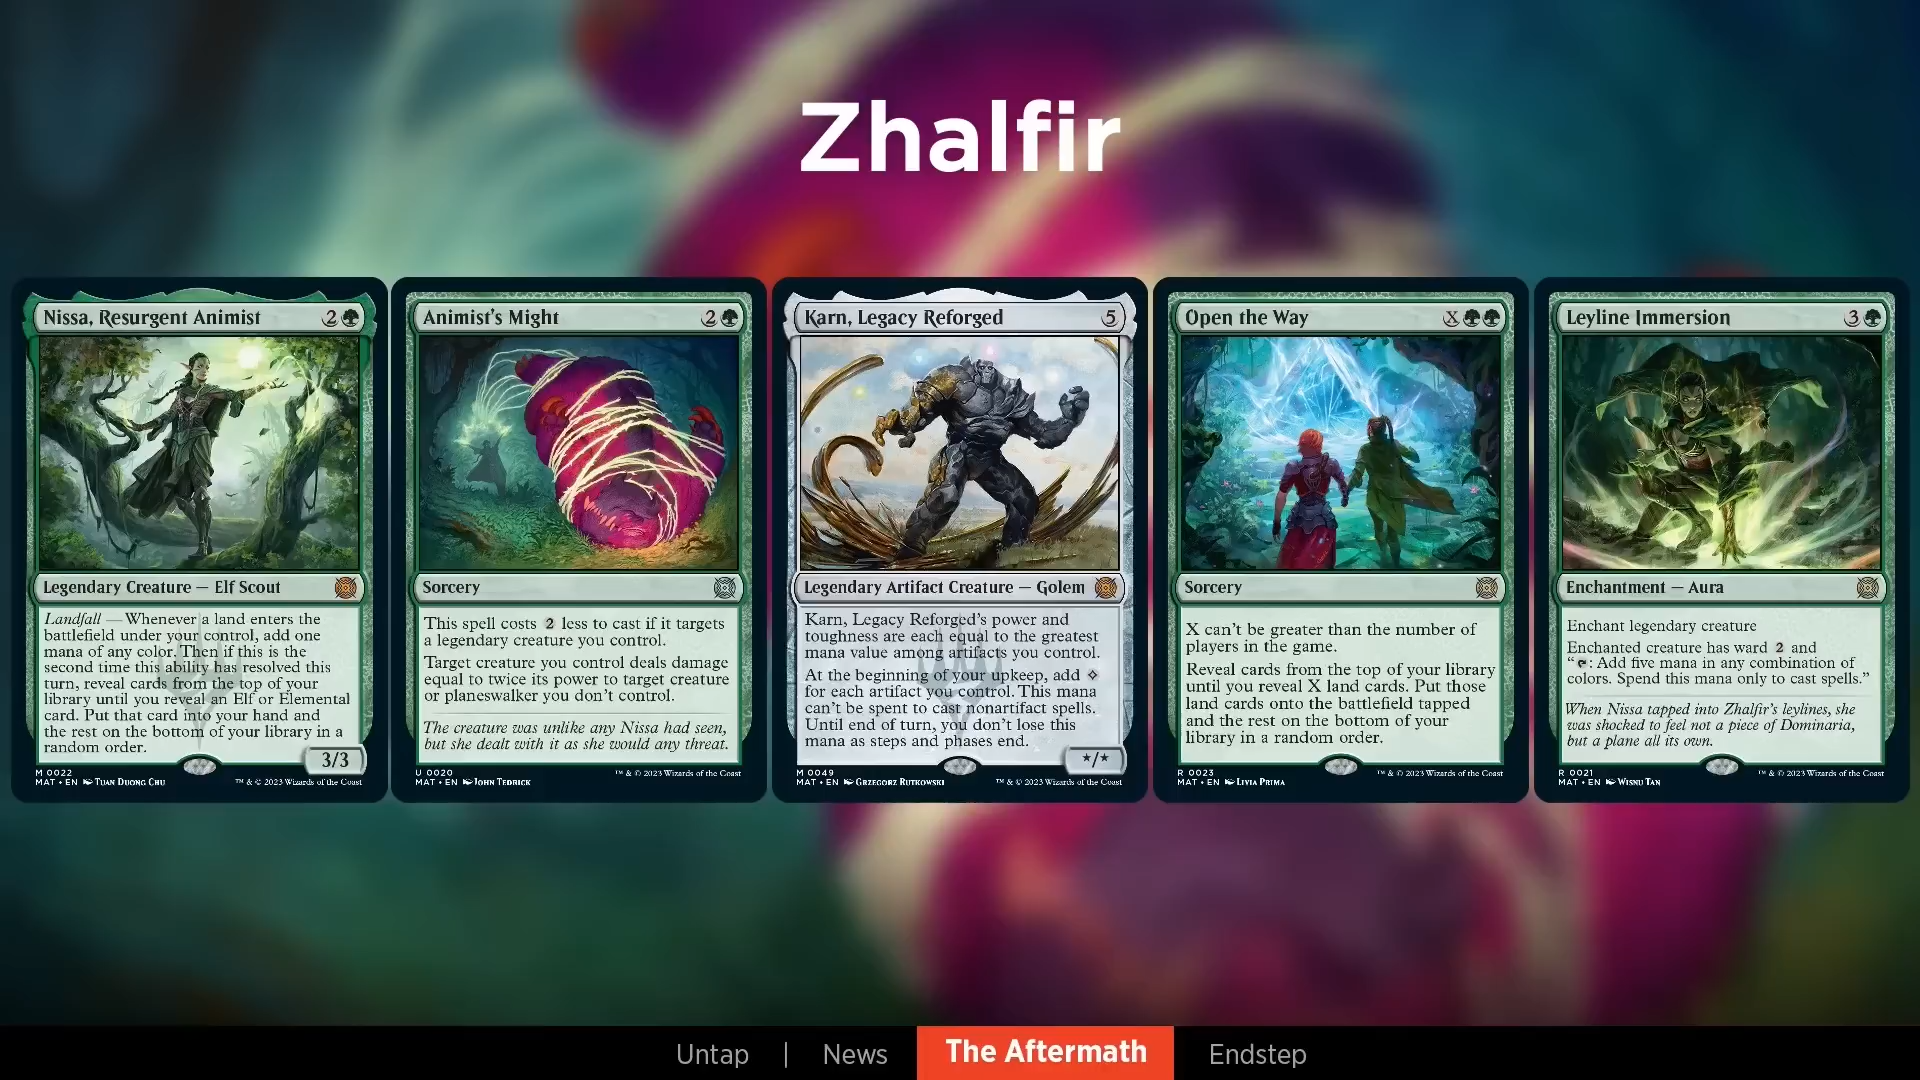 Zhalfir
Nissa, Resurgent Animist 2
Legendary Creature — Elf Scout
Landfall — Whenever a land enters the
battlefield under your control, add one
mana of any color. Then if this is the
second time this ability has resolved this
turn, reveal cards from the top of your
library until you reveal an Elf or Elemental
card. Put that card into your hand and
the rest on the bottom of your library in a
random order.
3/3
M 0022
MAT • EN Tuan Duong Chu
™ & © 2023 Wizards of the Coast
Animist's Might 2
Sorcery
This spell costs 2 less to cast if it targets
a legendary creature you control.
Target creature you control deals damage
equal to twice its power to target creature
or planeswalker you don't control.
The creature was unlike any Nissa had seen,
but she dealt with it as she would any threat.
U 0020
MAT • EN John Tedrick
™ & © 2023 Wizards of the Coast
Karn, Legacy Reforged 5
Legendary Artifact Creature — Golem
Karn, Legacy Reforged's power and
toughness are each equal to the greatest
mana value among artifacts you control.
At the beginning of your upkeep, add
for each artifact you control. This mana
can't be spent to cast nonartifact spells.
Until end of turn, you don't lose this
mana as steps and phases end.
★/★
M 0049
MAT • EN Grzegorz Rutkowski
™ & © 2023 Wizards of the Coast
Open the Way X
Sorcery
X can't be greater than the number of
players in the game.
Reveal cards from the top of your library
until you reveal X land cards. Put those
land cards onto the battlefield tapped
and the rest on the bottom of your
library in a random order.
R 0023
MAT • EN Livia Prima
™ & © 2023 Wizards of the Coast
Leyline Immersion 3
Enchantment — Aura
Enchant legendary creature
Enchanted creature has ward 2 and
“: Add five mana in any combination of
colors. Spend this mana only to cast spells.”
When Nissa tapped into Zhalfir's leylines, she
was shocked to feel not a piece of Dominaria,
but a plane all its own.
R 0021
MAT • EN Wisnu Tan
™ & © 2023 Wizards of the Coast
Untap | News The Aftermath Endstep